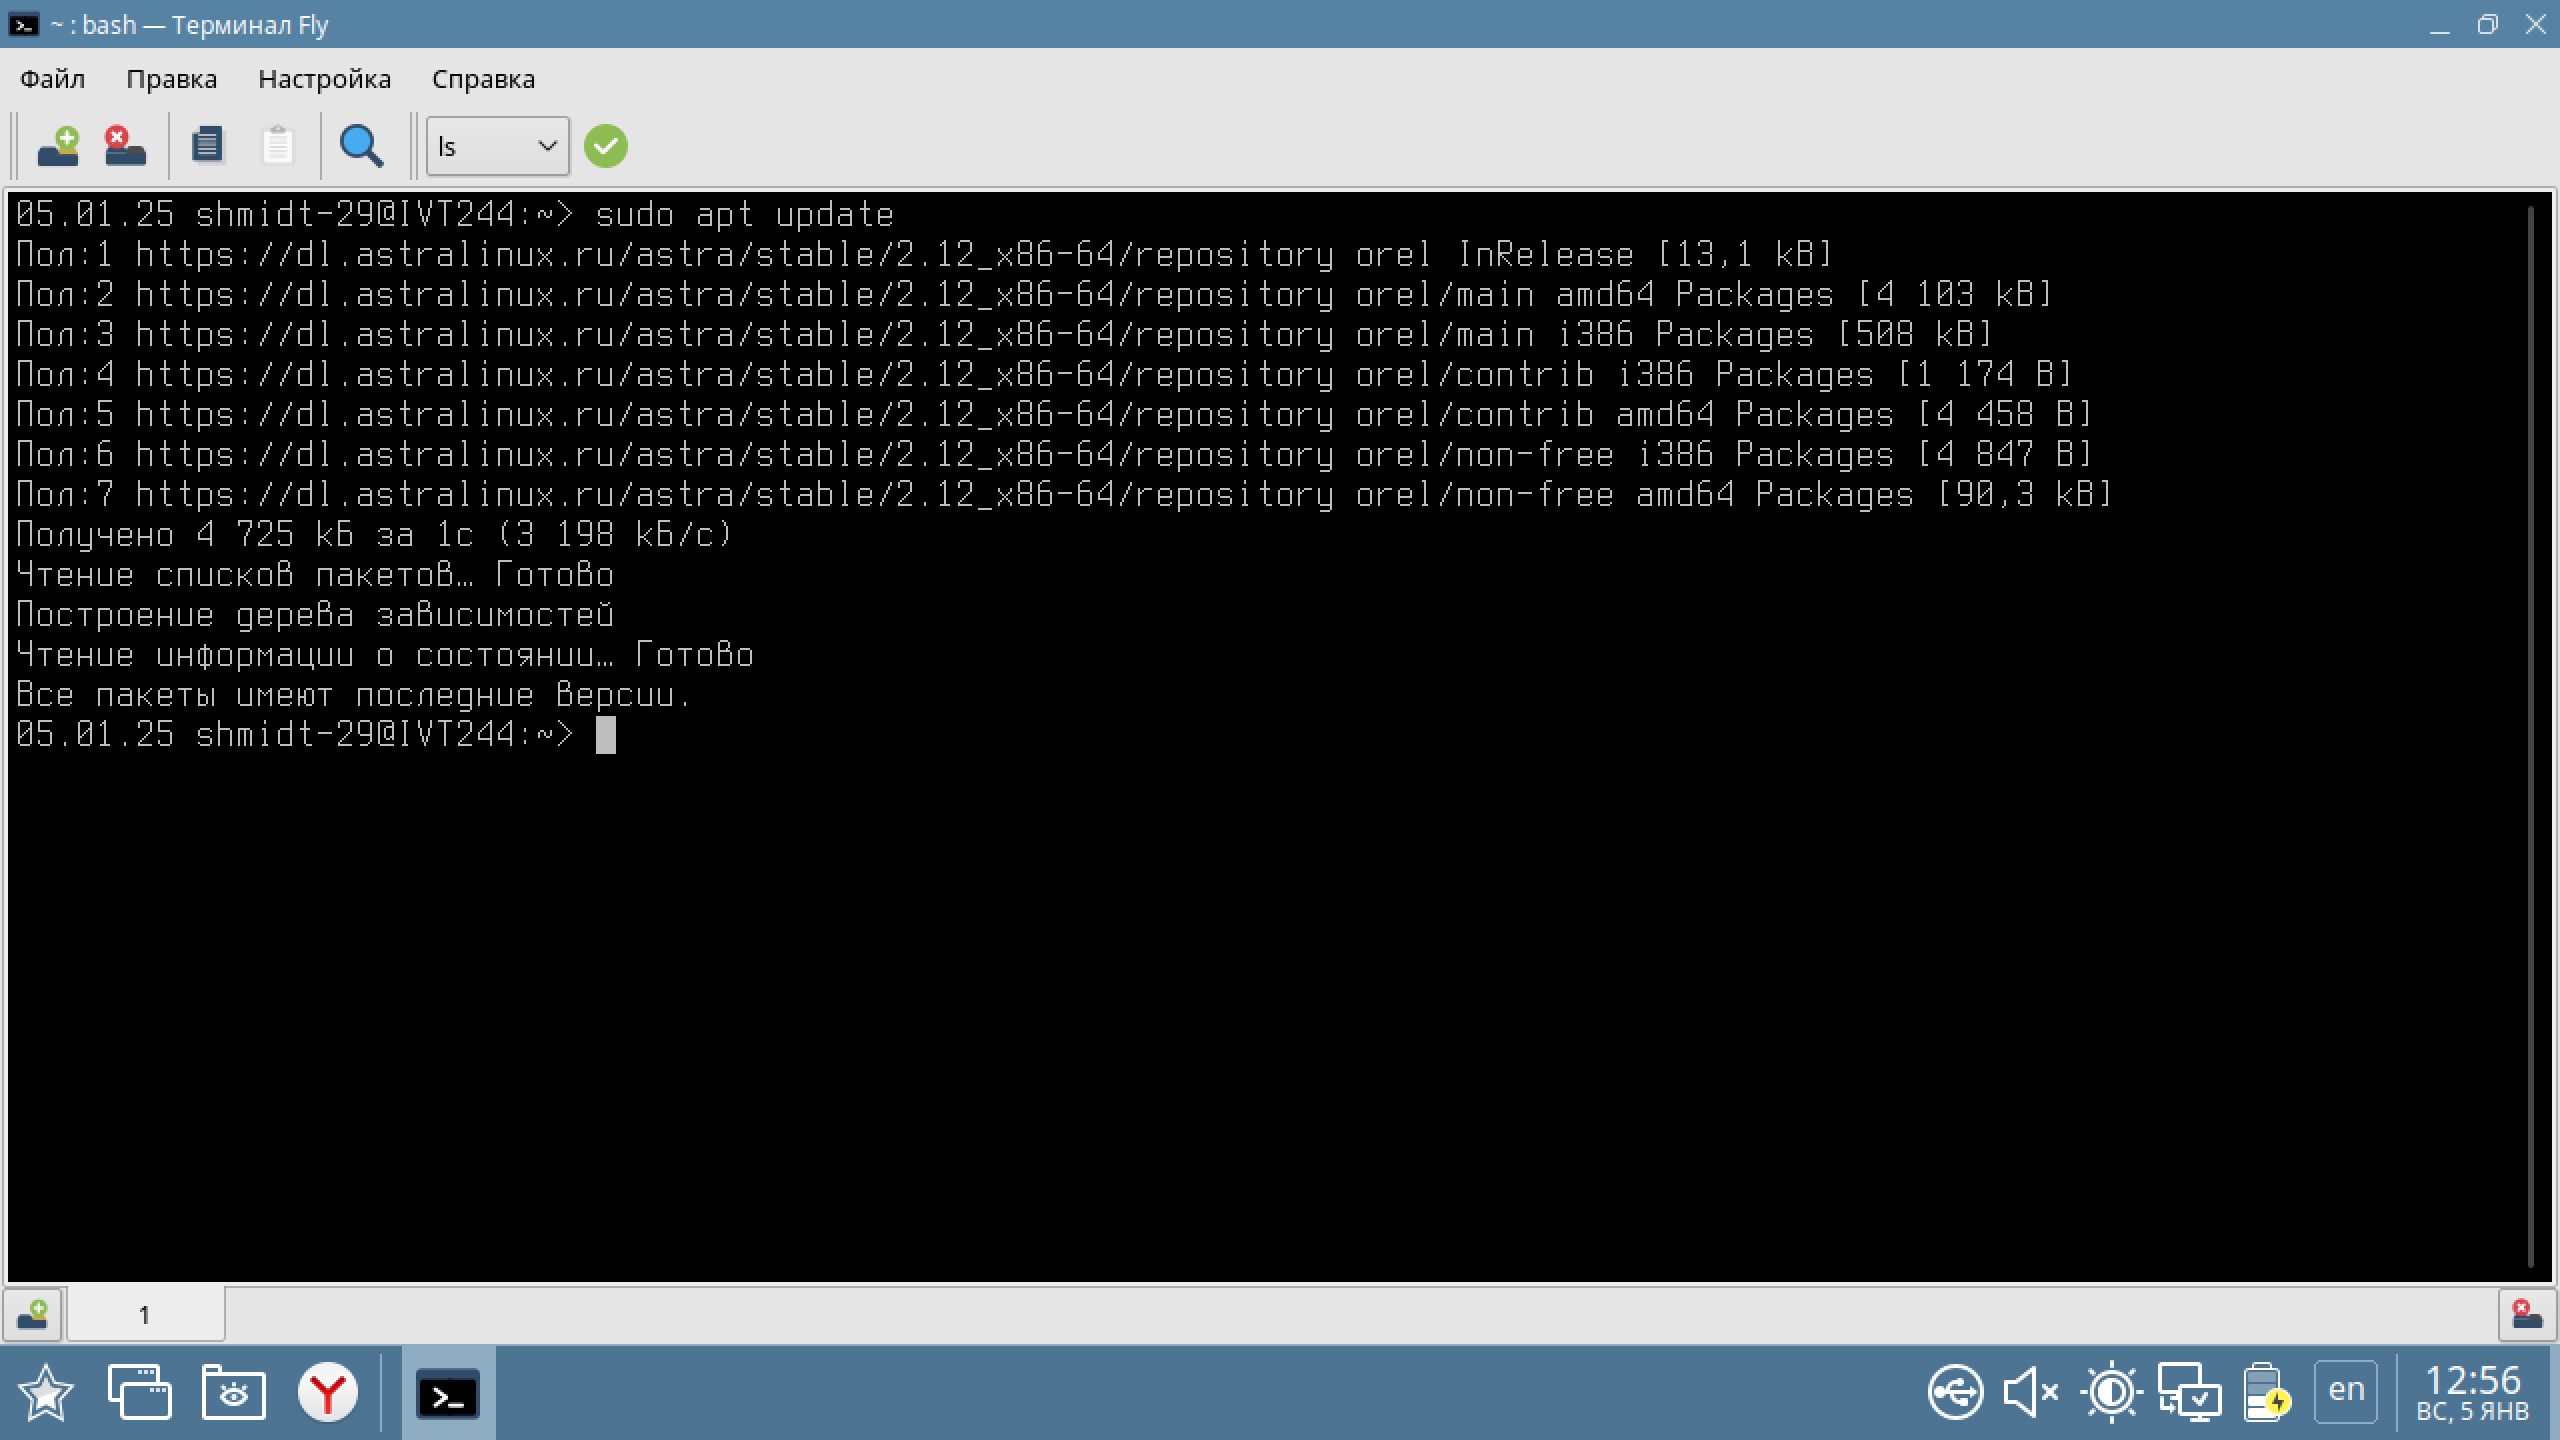 ~ : bash — Терминал Fly
Файл Правка Настройка Справка
ls
05.01.25 shmidt-29@IVT244:~> sudo apt update
Пол:1 https://dl.astralinux.ru/astra/stable/2.12_x86-64/repository orel InRelease [13,1 kB]
Пол:2 https://dl.astralinux.ru/astra/stable/2.12_x86-64/repository orel/main amd64 Packages [4 103 kB]
Пол:3 https://dl.astralinux.ru/astra/stable/2.12_x86-64/repository orel/main i386 Packages [508 kB]
Пол:4 https://dl.astralinux.ru/astra/stable/2.12_x86-64/repository orel/contrib i386 Packages [1 174 B]
Пол:5 https://dl.astralinux.ru/astra/stable/2.12_x86-64/repository orel/contrib amd64 Packages [4 458 B]
Пол:6 https://dl.astralinux.ru/astra/stable/2.12_x86-64/repository orel/non-free i386 Packages [4 847 B]
Пол:7 https://dl.astralinux.ru/astra/stable/2.12_x86-64/repository orel/non-free amd64 Packages [90,3 kB]
Получено 4 725 kБ за 1с (3 198 kБ/c)
Чтение списков пакетов… Готово
Построение дерева зависимостей
Чтение информации о состоянии… Готово
Все пакеты имеют последние версии.
05.01.25 shmidt-29@IVT244:~>
1
en
12:56
ВС, 5 ЯНВ